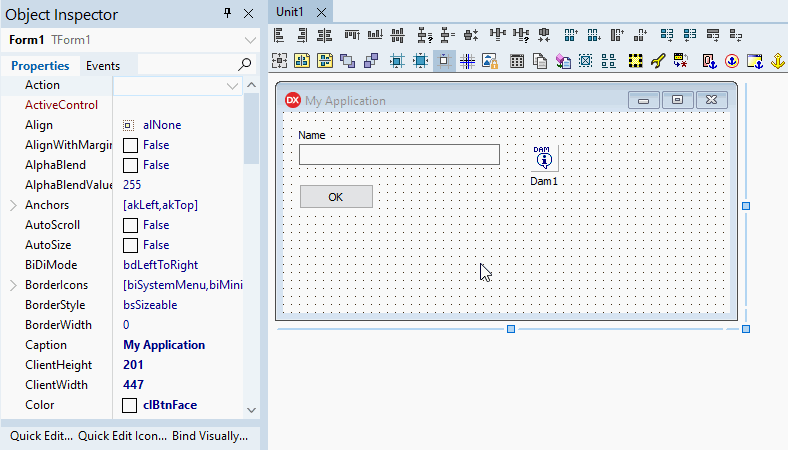 Object Inspector
Form1 TForm1
Properties Events
Action
ActiveControl
Align alNone
AlignWithMargin False
AlphaBlend False
AlphaBlendValue 255
Anchors [akLeft,akTop]
AutoScroll False
AutoSize False
BiDiMode bdLeftToRight
BorderIcons [biSystemMenu,biMini
BorderStyle bsSizeable
BorderWidth 0
Caption My Application
ClientHeight 201
ClientWidth 447
Color clBtnFace
Quick Edit... Quick Edit Icon... Bind Visually...
Unit1
DX My Application
Name
DAM
Dam1
OK